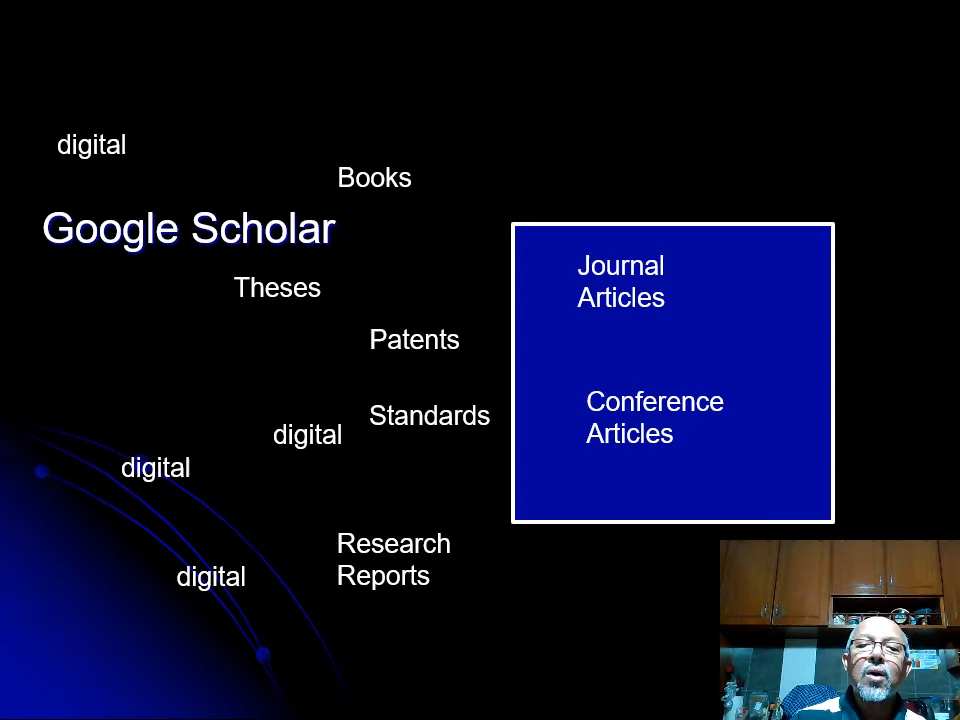 digital
Books
Google Scholar
Journal
Articles
Theses
Patents
Conference
Articles
Standards
digital
digital
Research
Reports
digital